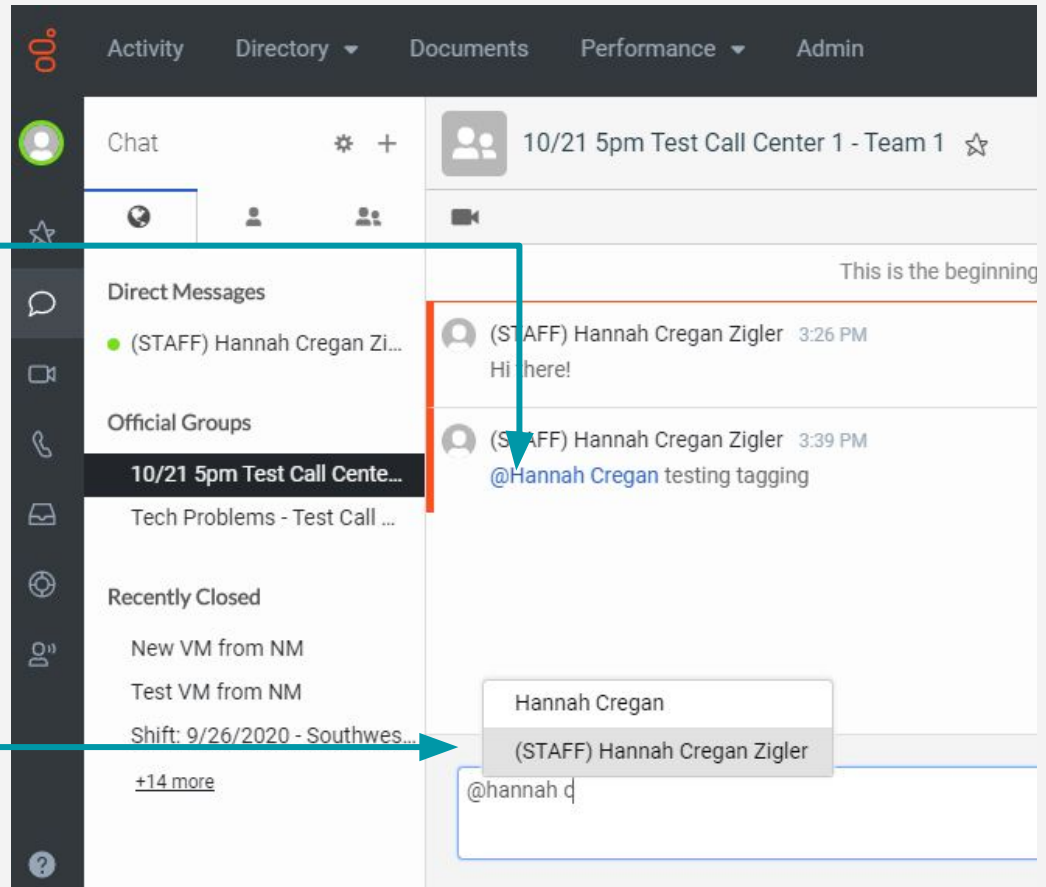 Activity Directory Documents Performance Admin
Chat
10/21 5pm Test Call Center 1 - Team 1
This is the beginning
Direct Messages
(STAFF) Hannah Cregan Zi...
Official Groups
10/21 5pm Test Call Cente...
Tech Problems - Test Call ...
Recently Closed
New VM from NM
Test VM from NM
Shift: 9/26/2020 - Southwes...
+14 more
(STAFF) Hannah Cregan Zigler 3:26 PM
Hi there!
(STAFF) Hannah Cregan Zigler 3:39 PM
@Hannah Cregan testing tagging
Hannah Cregan
(STAFF) Hannah Cregan Zigler
@hannah c